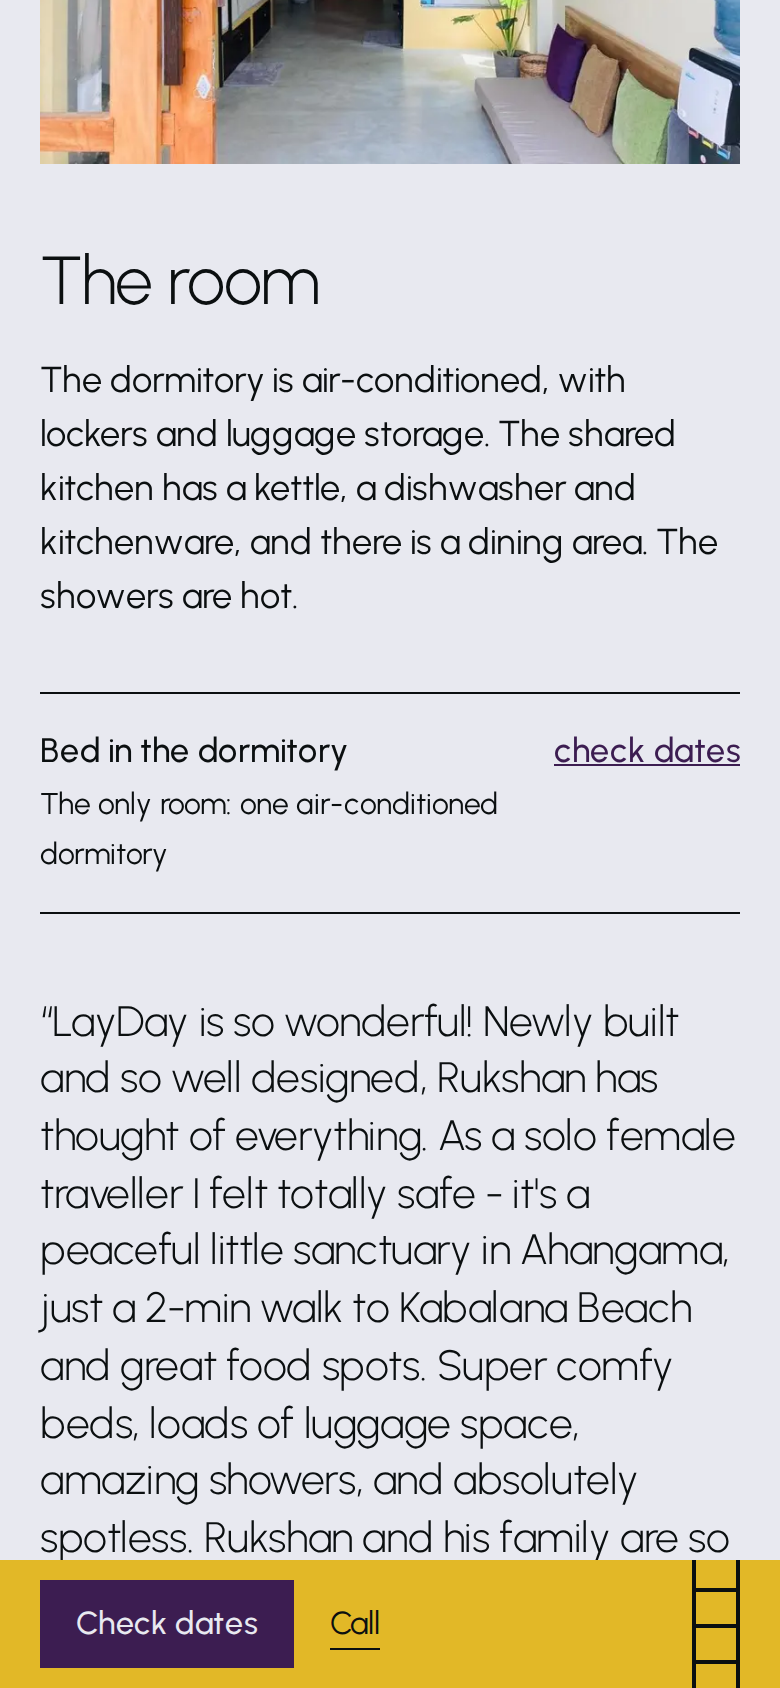 The room
The dormitory is air-conditioned, with
lockers and luggage storage. The shared
kitchen has a kettle, a dishwasher and
kitchenware, and there is a dining area. The
showers are hot.
Bed in the dormitory
check dates
The only room: one air-conditioned
dormitory
“LayDay is so wonderful! Newly built
and so well designed, Rukshan has
thought of everything. As a solo female
traveller I felt totally safe - it's a
peaceful little sanctuary in Ahangama,
just a 2-min walk to Kabalana Beach
and great food spots. Super comfy
beds, loads of luggage space,
amazing showers, and absolutely
spotless. Rukshan and his family are so
Check dates
Call